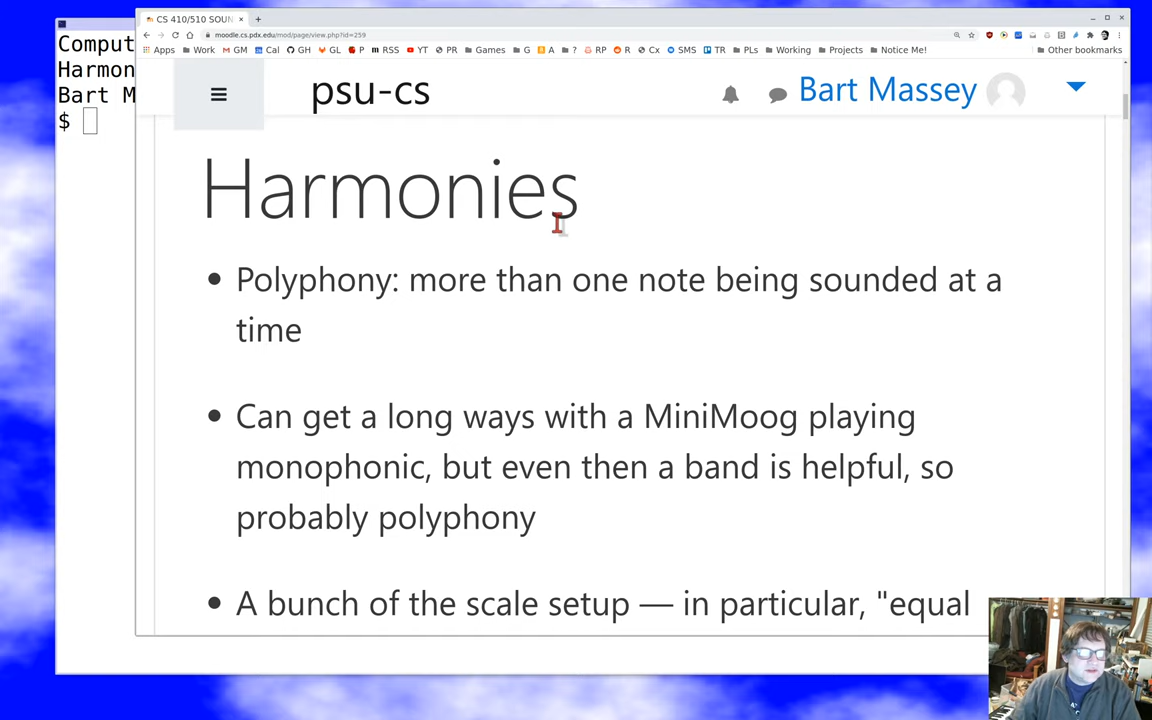 CS 410/510 SOUN
moodle.cs.pdx.edu/mod/page/view.php?id=259
Apps Work GM Cal GH GL P RSS YT PR Games G A ? RP R Cx SMS TR PLs Working Projects Notice Me! Other bookmarks
Comput
Harmon
Bart M
$
psu-cs
Bart Massey
Harmonies
• Polyphony: more than one note being sounded at a
time
• Can get a long ways with a MiniMoog playing
monophonic, but even then a band is helpful, so
probably polyphony
• A bunch of the scale setup — in particular, "equal